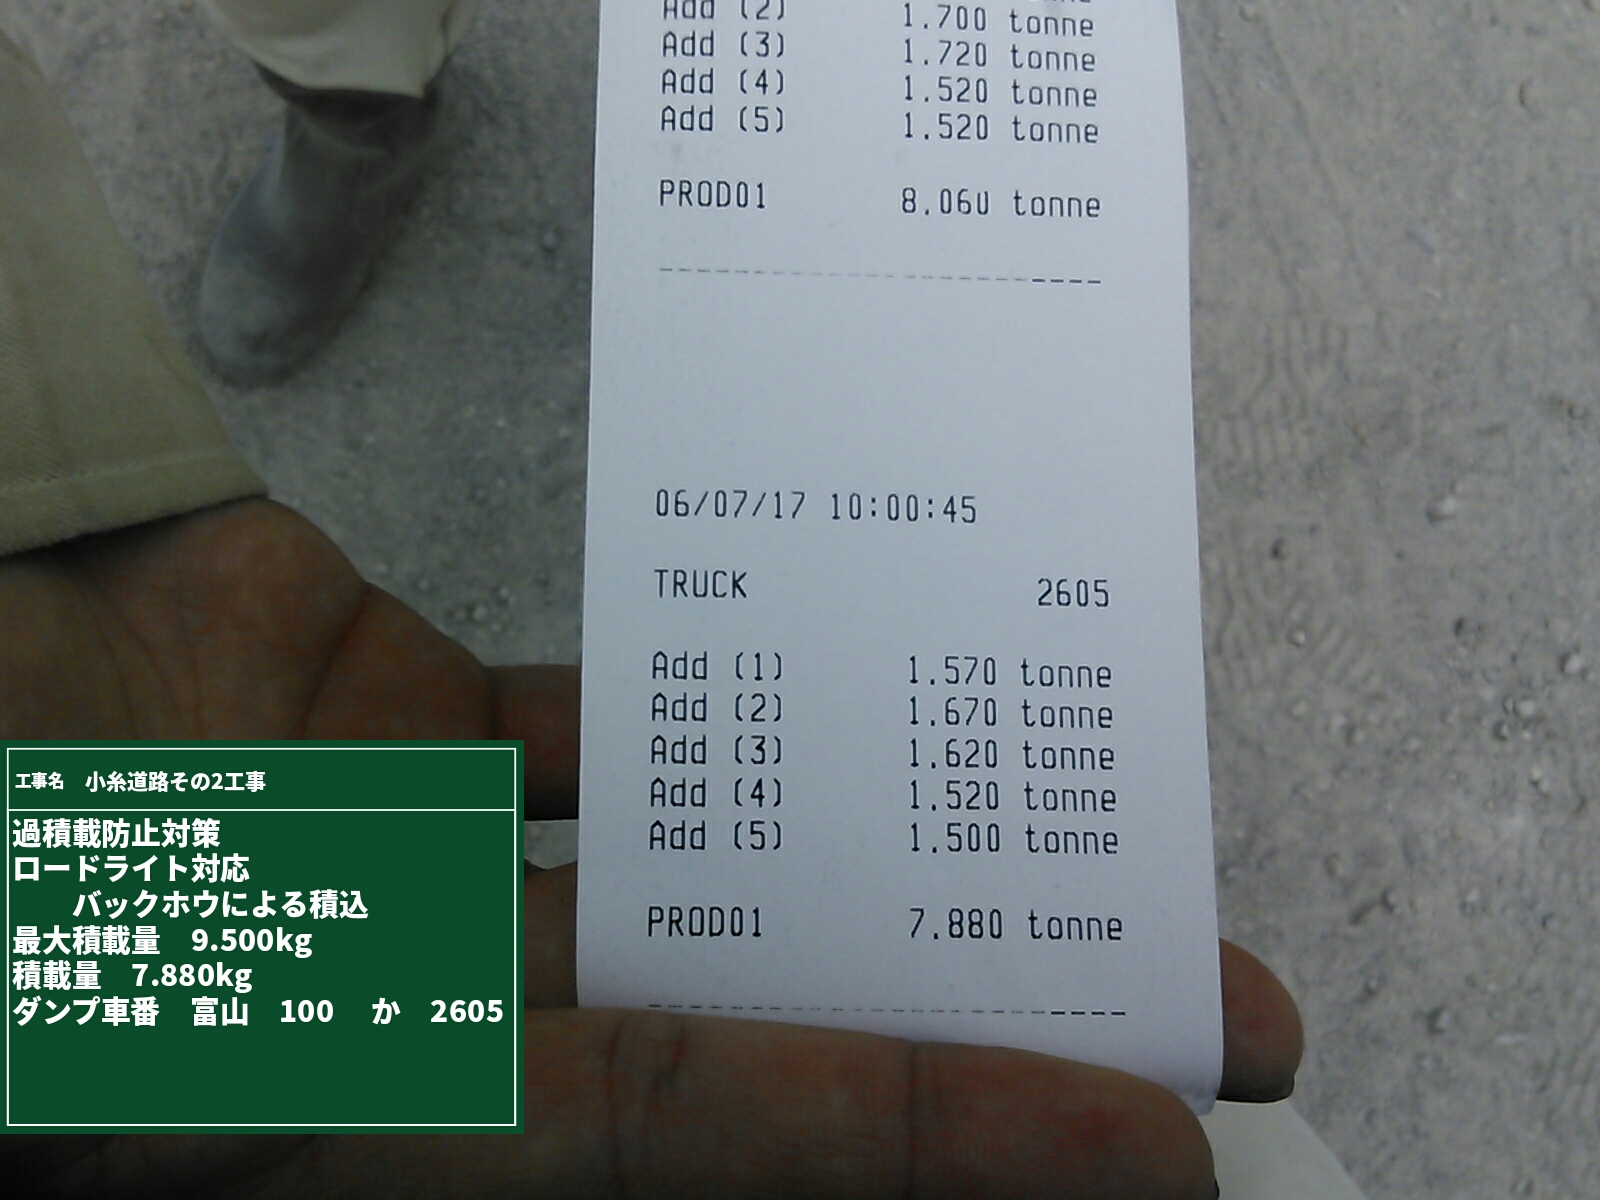 Add (2) 1.700 tonne
Add (3) 1.720 tonne
Add (4) 1.520 tonne
Add (5) 1.520 tonne
PROD01 8.060 tonne
06/07/17 10:00:45
TRUCK 2605
Add (1) 1.570 tonne
Add (2) 1.670 tonne
Add (3) 1.620 tonne
Add (4) 1.520 tonne
Add (5) 1.500 tonne
PROD01 7.880 tonne
工事名 小糸道路その2工事
過積載防止対策
ロードライト対応
バックホウによる積込
最大積載量 9.500kg
積載量 7.880kg
ダンプ車番 富山 100 か 2605